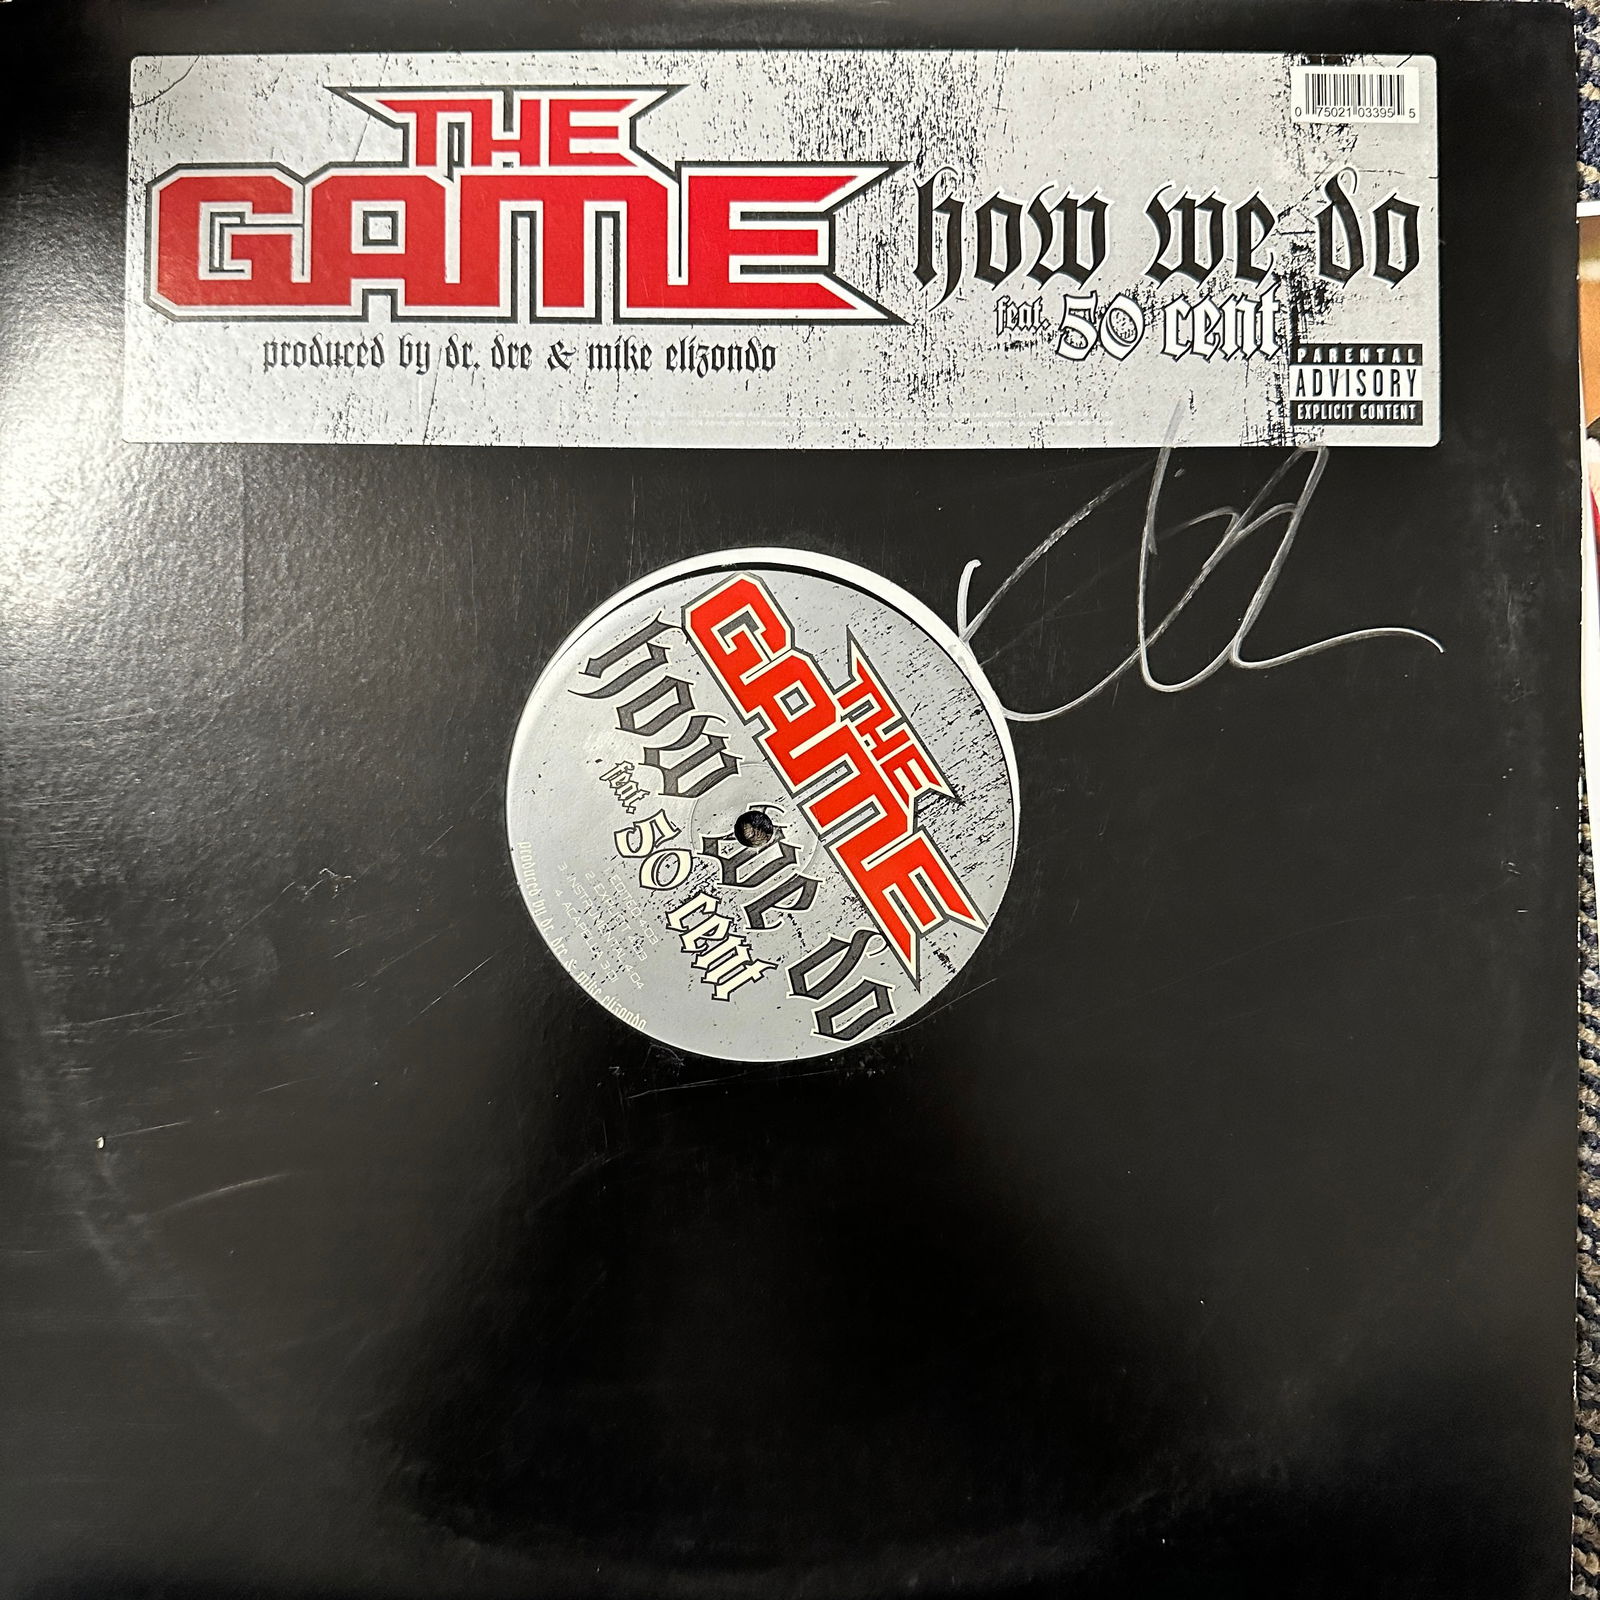 THE
GAME
produced by dr. dre & mike elizondo
how we do
feat. 50 cent
0 75021 03395 5
PARENTAL
ADVISORY
EXPLICIT CONTENT
THE
GAME
how we do
feat. 50 cent
produced by dr. dre & mike elizondo